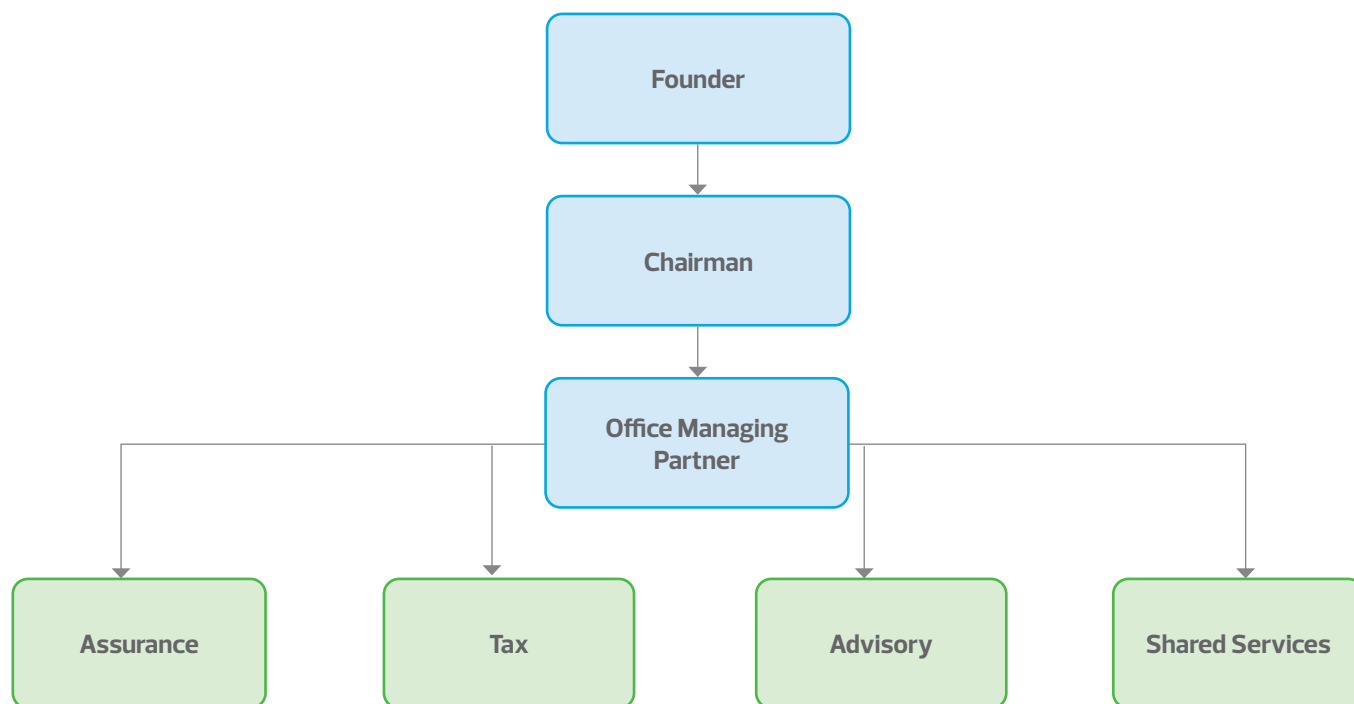 Founder
Chairman
Office Managing
Partner
Assurance
Tax
Advisory
Shared Services